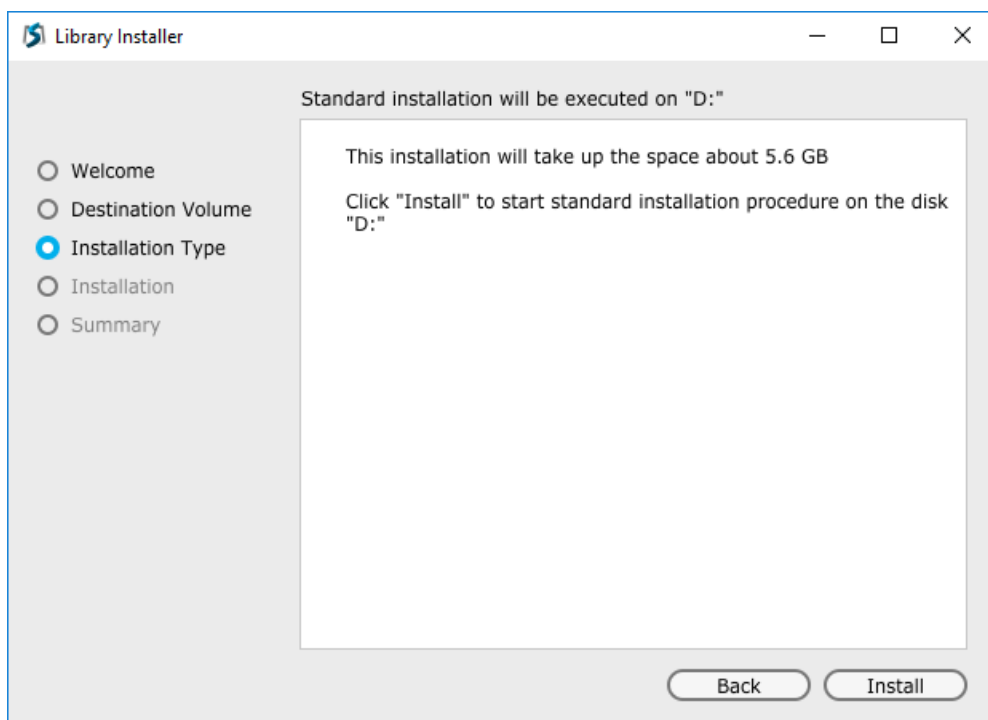 Library Installer
Standard installation will be executed on "D:"
Welcome
Destination Volume
Installation Type
Installation
Summary
This installation will take up the space about 5.6 GB
Click "Install" to start standard installation procedure on the disk
"D:"
Back
Install